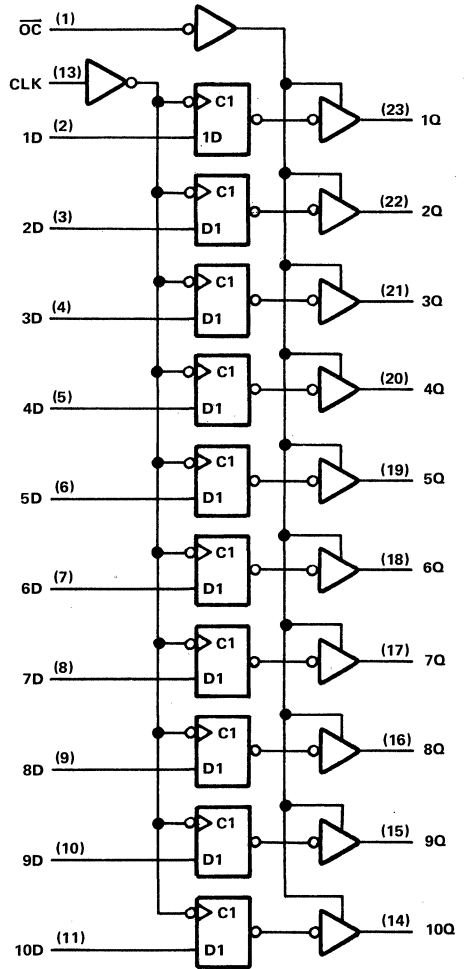 OC (1)
CLK (13)
C1 (23) 1Q
1D (2) 1D
C1 (22) 2Q
2D (3) D1
C1 (21) 3Q
3D (4) D1
C1 (20) 4Q
4D (5) D1
C1 (19) 5Q
5D (6) D1
C1 (18) 6Q
6D (7) D1
C1 (17) 7Q
7D (8) D1
C1 (16) 8Q
8D (9) D1
C1 (15) 9Q
9D (10) D1
C1 (14) 10Q
10D (11) D1